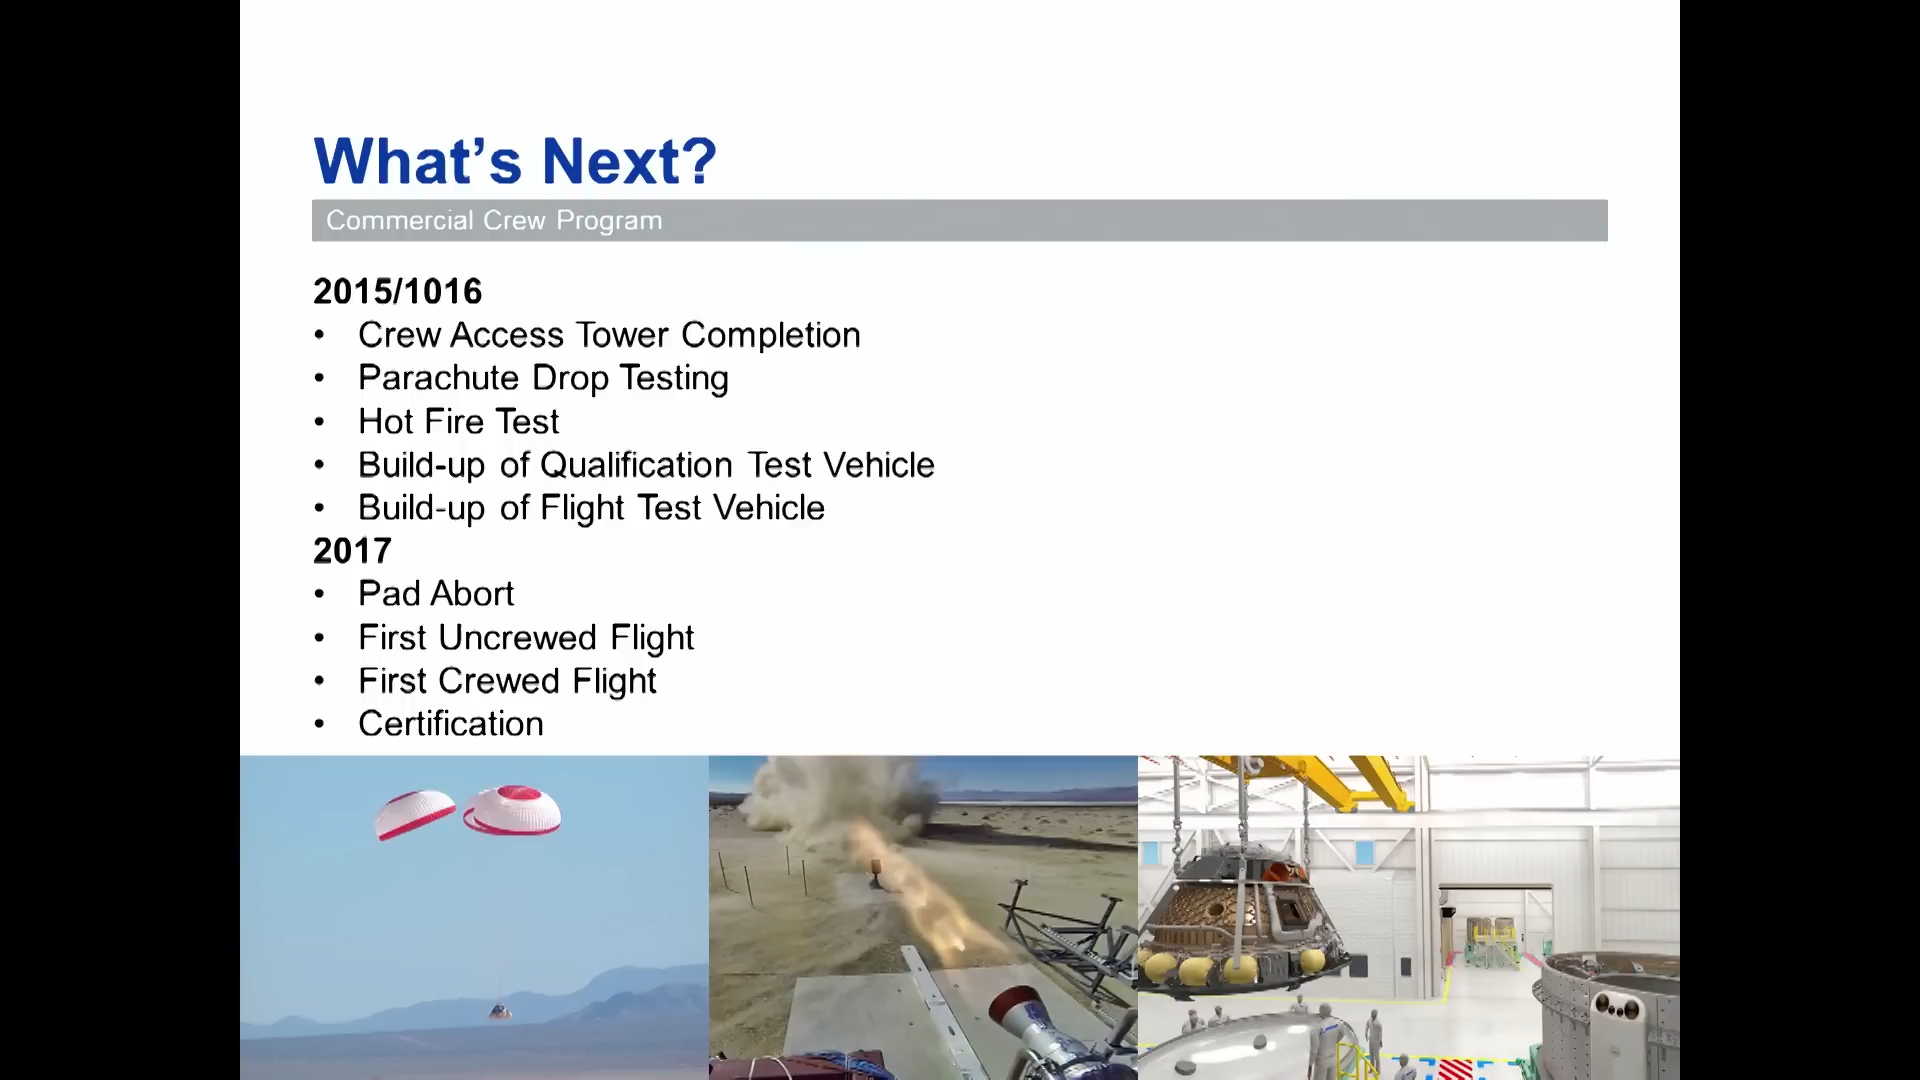 What’s Next?
Commercial Crew Program
2015/1016
• Crew Access Tower Completion
• Parachute Drop Testing
• Hot Fire Test
• Build-up of Qualification Test Vehicle
• Build-up of Flight Test Vehicle
2017
• Pad Abort
• First Uncrewed Flight
• First Crewed Flight
• Certification